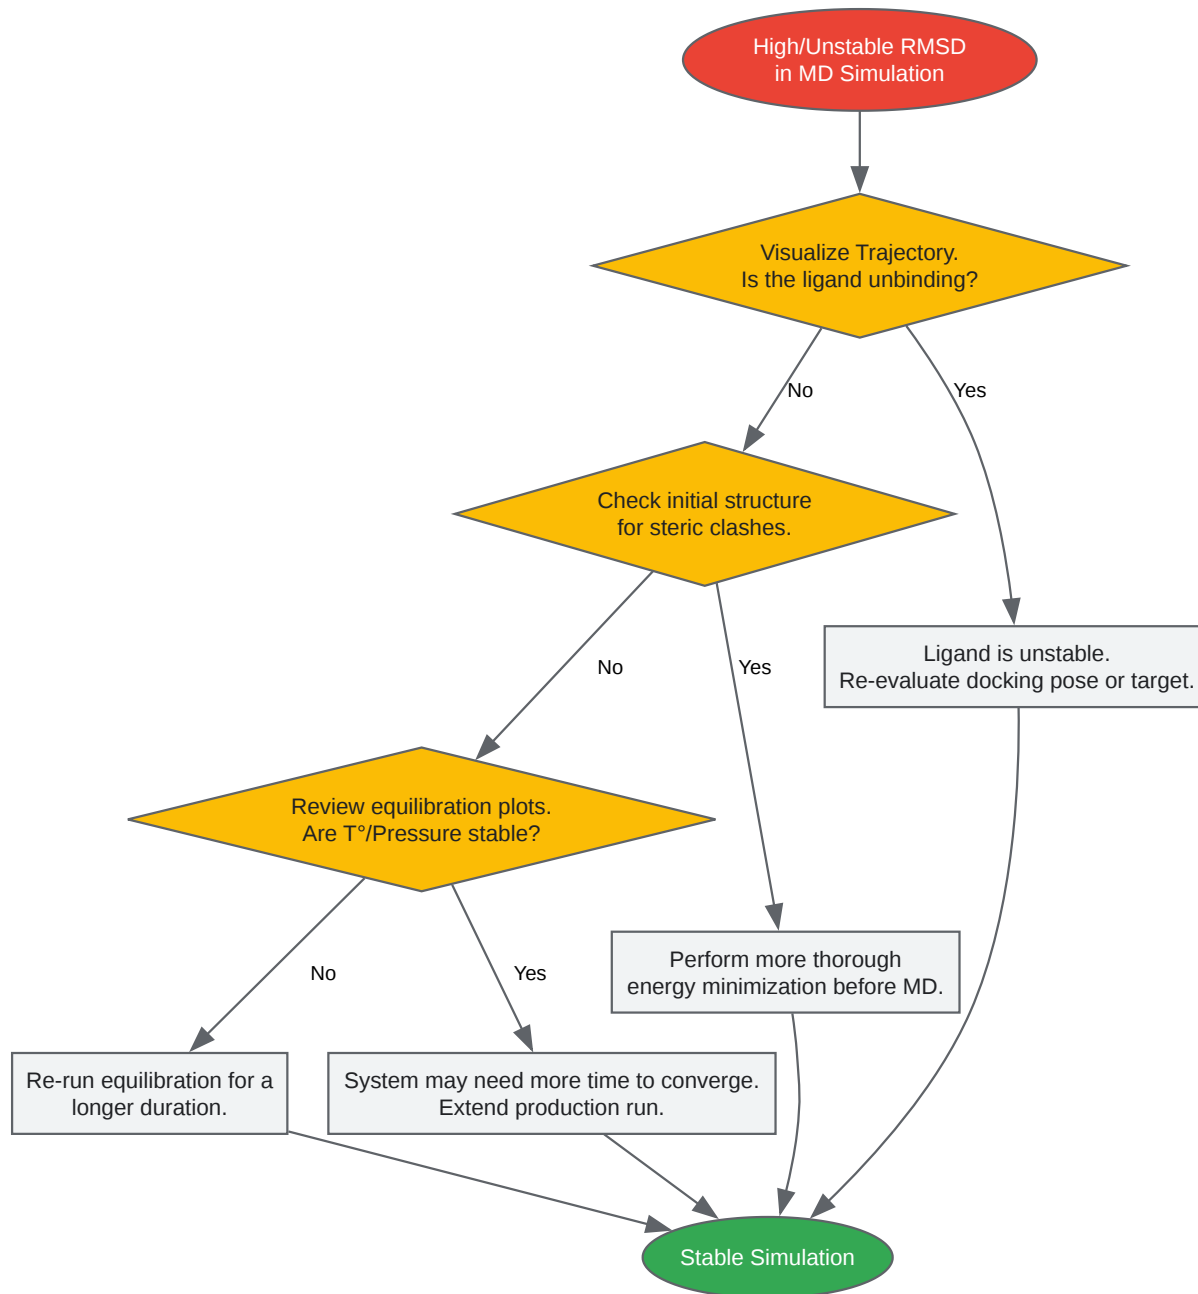 High/Unstable RMSD
in MD Simulation
Visualize Trajectory.
Is the ligand unbinding?
No
Yes
Check initial structure
for steric clashes.
No
Yes
Ligand is unstable.
Re-evaluate docking pose or target.
Review equilibration plots.
Are T°/Pressure stable?
No
Yes
Perform more thorough
energy minimization before MD.
Re-run equilibration for a
longer duration.
System may need more time to converge.
Extend production run.
Stable Simulation